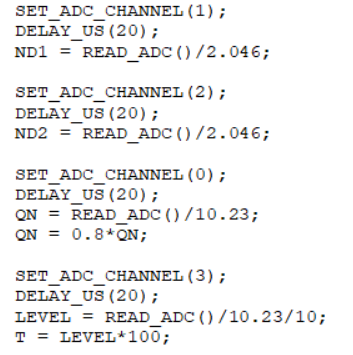 SET_ADC_CHANNEL(1);
DELAY_US(20);
ND1 = READ_ADC()/2.046;
SET_ADC_CHANNEL(2);
DELAY_US(20);
ND2 = READ_ADC()/2.046;
SET_ADC_CHANNEL(0);
DELAY_US(20);
QN = READ_ADC()/10.23;
QN = 0.8*QN;
SET_ADC_CHANNEL(3);
DELAY_US(20);
LEVEL = READ_ADC()/10.23/10;
T = LEVEL*100;